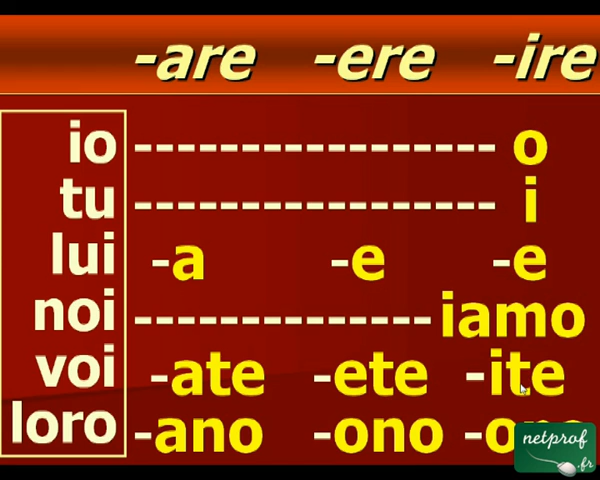 -are -ere -ire
io ----------------- o
tu ----------------- i
lui -a -e -e
noi -------------- iamo
voi -ate -ete -ite
loro -ano -ono
netprof
.fr